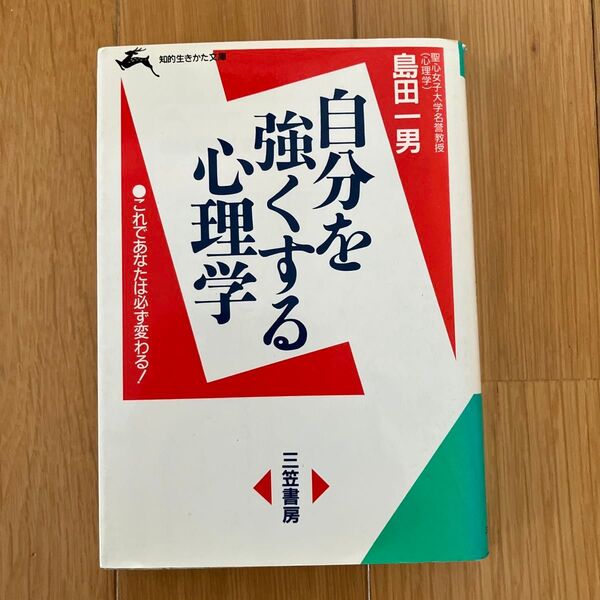 知的生きかた文庫
聖心女子大学名誉教授
(心理学)
島田一男
自分を
強くする
心理学
●これであなたは必ず変わる!
三笠書房